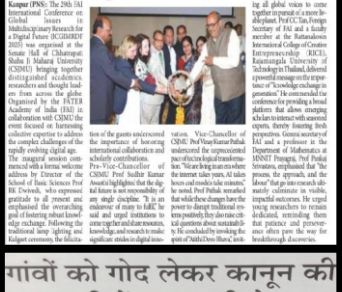 Kanpur (PNS): The 29th FAI
International Conference on
Global Issues in
Multidisciplinary Research for
a Digital Future (ICGIMRDF
2025) was organised at the
Senate Hall of Chhatrapati
Shahu Ji Maharaj University
(CSJMU) bringing together
distinguished academics,
researchers and thought lead-
ers from across the globe.
Organised by the FATER
Academy of India (FAI) in
collaboration with CSJMU the
event focused on harnessing
collective expertise to address
the complex challenges of the
rapidly evolving digital age.
The inaugural session com-
menced with a formal welcome
address by Director of the
School of Basic Sciences Prof
RK Dwivedi, who expressed
gratitude to all present and
emphasised the overarching
goal of fostering robust knowl-
edge exchange. Following the
traditional lamp lighting and
Kulgeet ceremony, the felicita-
tion of the guests underscored
the importance of honoring
international collaboration and
scholarly contributions.
Pro-Vice-Chancellor of
CSJMU Prof Sudhir Kumar
Awasthi highlighted that the dig-
ital future is not responsibility of
any single discipline. "It is an
endeavour of many to fulfil," he
said and urged institutions to
come together and share resources,
knowledge, and research to make
significant strides in digital inno-
vation. Vice-Chancellor of
CSJMU Prof Vinay Kumar Pathak
underscored the unprecedented
pace of technological transforma-
tion. "We are living in an era where
the internet takes years, AI takes
hours and models take minutes,"
he noted. Prof Pathak remarked
that while these changes have the
power to disrupt traditional sys-
tems positively, they also raise crit-
ical questions about sustainabil-
ity. He concluded by invoking the
spirit of "Atithi Devo Bhava", invit-
ing all global voices to come
together in pursuit of a more lib-
able planet. Prof CC Tan, Foreign
Secretary of FAI and a faculty
member at the Rattanakosin
International College of Creative
Entrepreneurship (RICE),
Rajamangala University of
Technology in Thailand, delivered
a powerful message on the impor-
tance of "knowledge exchange in
generation." He commended the
conference for providing a broad
platform that allows emerging
scholars to interact with seasoned
experts, thereby fostering fresh
perspectives. General secretary of
FAI and a professor in the
Department of Mathematics at
MNNIT Prayagraj, Prof Pankaj
Srivastava, emphasised that "the
process, the approach, and the
labour" that go into research ulti-
mately culminate in visible,
impactful outcomes. He urged
young researchers to remain
dedicated, reminding them
that patience and persever-
ance often pave the way for
breakthrough discoveries.
गांवों को गोद लेकर कानून की